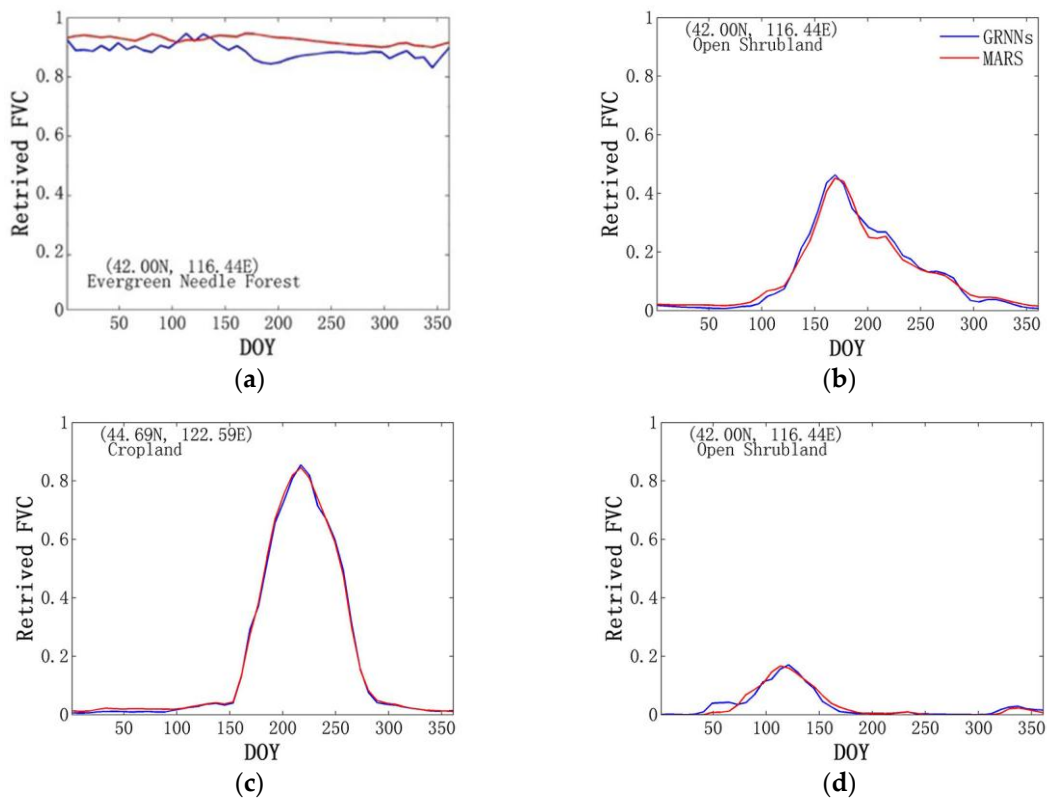 1
0.8
0.6
0.4
0.2
0
Retrived FVC
(42.00N, 116.44E)
Evergreen Needle Forest
50 100 150 200 250 300 350
DOY
(a)
1
0.8
0.6
0.4
0.2
0
Retrived FVC
(42.00N, 116.44E)
Open Shrubland
GRNNs
MARS
50 100 150 200 250 300 350
DOY
(b)
1
0.8
0.6
0.4
0.2
0
Retrived FVC
(44.69N, 122.59E)
Cropland
50 100 150 200 250 300 350
DOY
(c)
1
0.8
0.6
0.4
0.2
0
Retrived FVC
(42.00N, 116.44E)
Open Shrubland
50 100 150 200 250 300 350
DOY
(d)